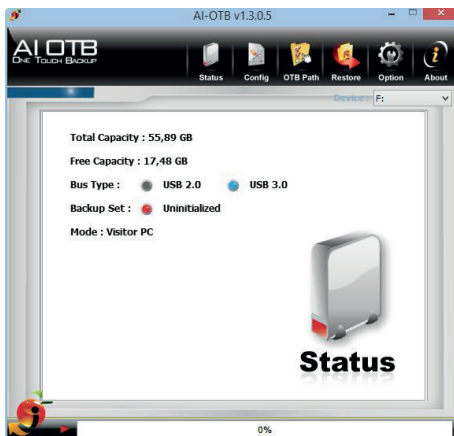 AI-OTB v1.3.0.5
AI OTB
ONE TOUCH BACKUP
Status Config OTB Path Restore Option About
Device: F:
Total Capacity : 55,89 GB
Free Capacity : 17,48 GB
Bus Type : USB 2.0 USB 3.0
Backup Set : Uninitialized
Mode : Visitor PC
Status
0%